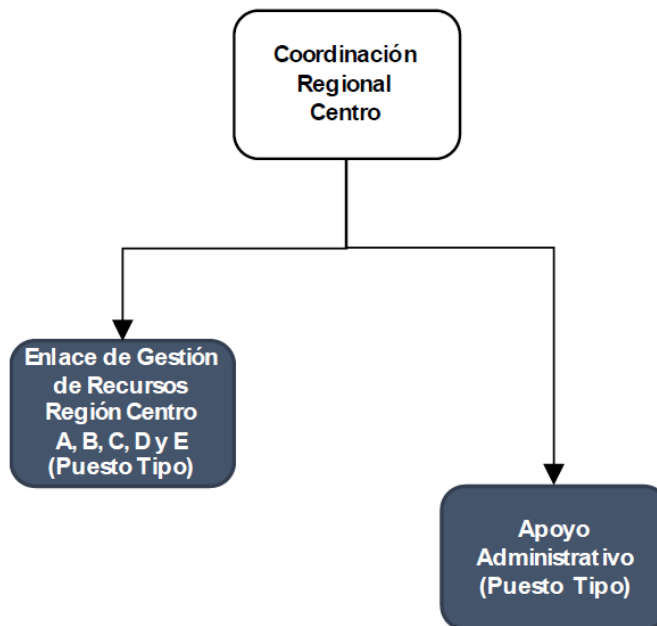 Coordinación
Regional
Centro
Enlace de Gestión
de Recursos
Región Centro
A, B, C, D y E
(Puesto Tipo)
Apoyo
Administrativo
(Puesto Tipo)